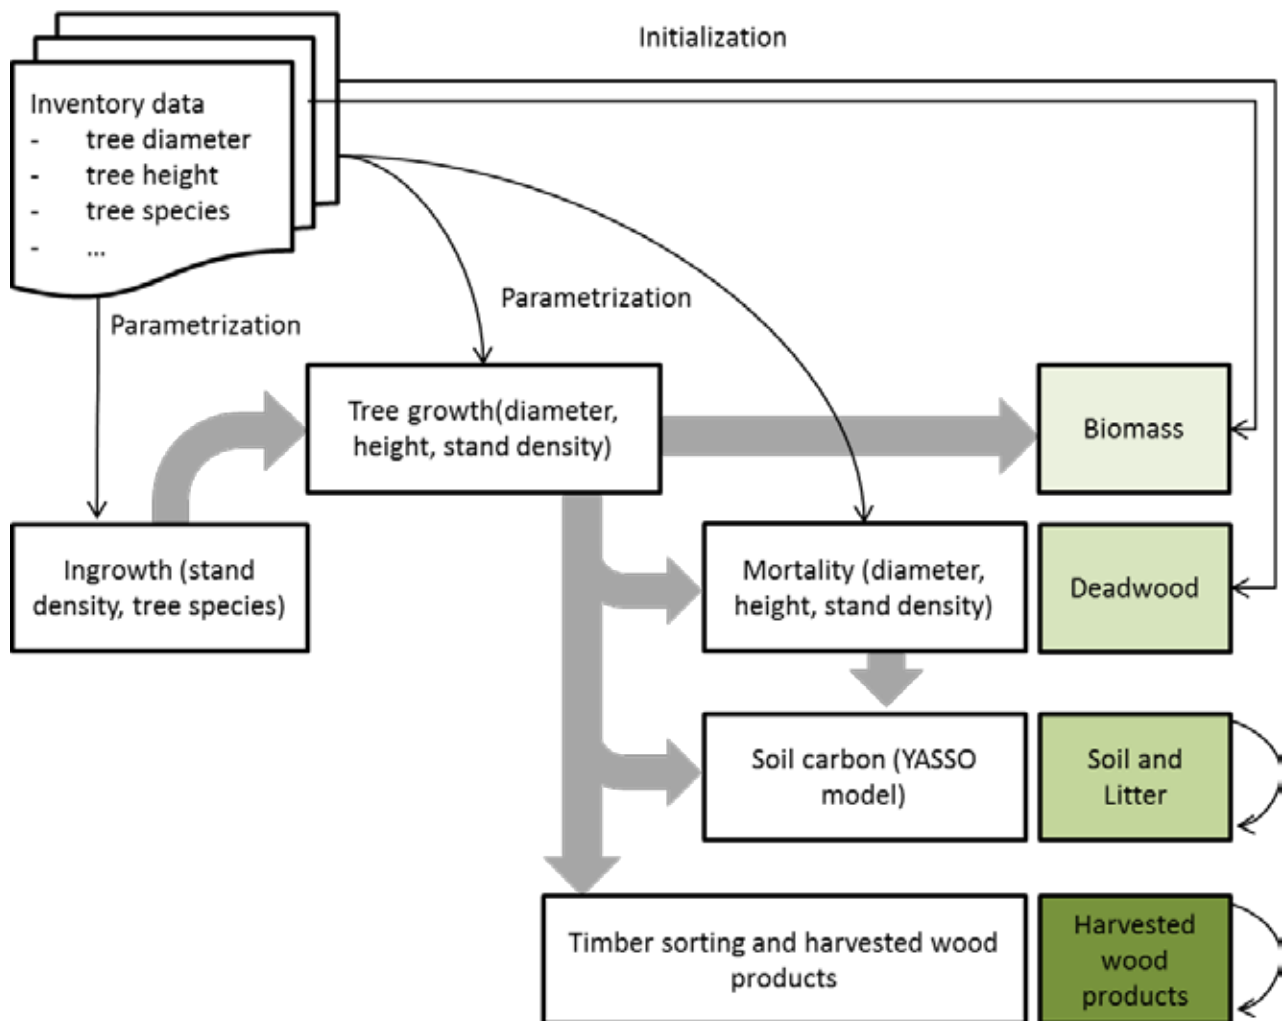 Initialization
Inventory data
- tree diameter
- tree height
- tree species
- ...
Parametrization
Parametrization
Tree growth(diameter,
height, stand density)
Biomass
Ingrowth (stand
density, tree species)
Mortality (diameter,
height, stand density)
Deadwood
Soil carbon (YASSO
model)
Soil and
Litter
Timber sorting and harvested wood
products
Harvested
wood
products